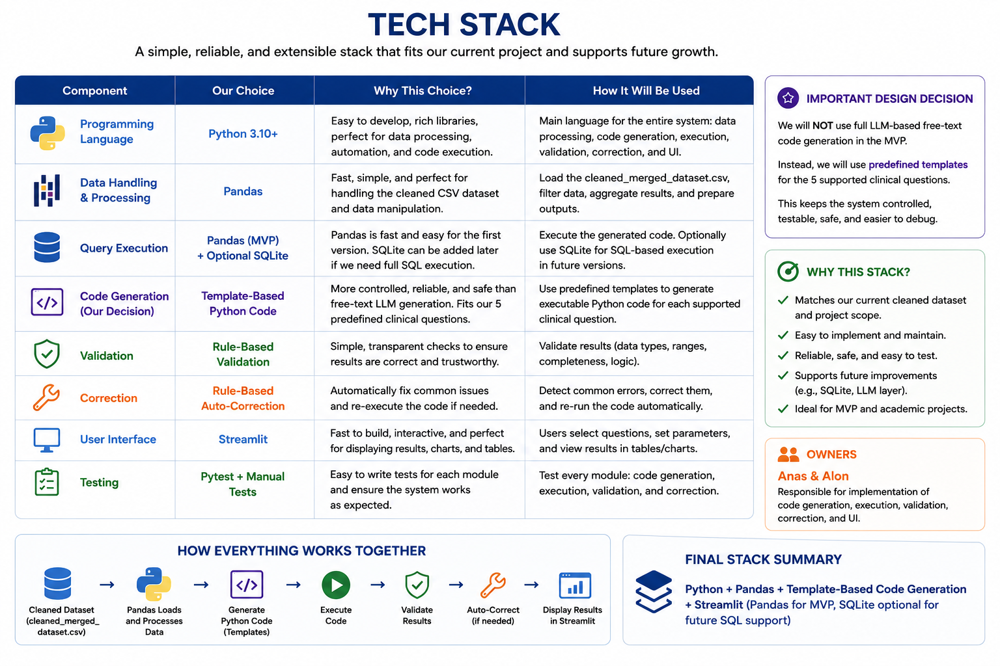 TECH STACK
A simple, reliable, and extensible stack that fits our current project and supports future growth.
Component
Our Choice
Why This Choice?
How It Will Be Used
Programming
Language
Python 3.10+
Easy to develop, rich libraries,
perfect for data processing,
automation, and code execution.
Main language for the entire system: data
processing, code generation, execution,
validation, correction, and UI.
Data Handling
& Processing
Pandas
Fast, simple, and perfect for
handling the cleaned CSV dataset
and data manipulation.
Load the cleaned_merged_dataset.csv,
filter data, aggregate results, and prepare
outputs.
Query Execution
Pandas (MVP)
+ Optional SQLite
Pandas is fast and easy for the first
version. SQLite can be added later
if we need full SQL execution.
Execute the generated code. Optionally
use SQLite for SQL-based execution
in future versions.
Code Generation
(Our Decision)
Template-Based
Python Code
More controlled, reliable, and safe than
free-text LLM generation. Fits our 5
predefined clinical questions.
Use predefined templates to generate
executable Python code for each supported
clinical question.
Validation
Rule-Based
Validation
Simple, transparent checks to ensure
results are correct and trustworthy.
Validate results (data types, ranges,
completeness, logic).
Correction
Rule-Based
Auto-Correction
Automatically fix common issues
and re-execute the code if needed.
Detect common errors, correct them,
and re-run the code automatically.
User Interface
Streamlit
Fast to build, interactive, and perfect
for displaying results, charts, and tables.
Users select questions, set parameters,
and view results in tables/charts.
Testing
Pytest + Manual
Tests
Easy to write tests for each module
and ensure the system works
as expected.
Test every module: code generation,
execution, validation, and correction.
IMPORTANT DESIGN DECISION
We will NOT use full LLM-based free-text
code generation in the MVP.
Instead, we will use predefined templates
for the 5 supported clinical questions.
This keeps the system controlled,
testable, safe, and easier to debug.
WHY THIS STACK?
Matches our current cleaned dataset
and project scope.
Easy to implement and maintain.
Reliable, safe, and easy to test.
Supports future improvements
(e.g., SQLite, LLM layer).
Ideal for MVP and academic projects.
OWNERS
Anas & Alon
Responsible for implementation of
code generation, execution, validation,
correction, and UI.
HOW EVERYTHING WORKS TOGETHER
Cleaned Dataset
(cleaned_merged_
dataset.csv)
Pandas Loads
and Processes
Data
</>
Generate
Python Code
(Templates)
Execute
Code
Validate
Results
Auto-Correct
(if needed)
Display Results
in Streamlit
FINAL STACK SUMMARY
Python + Pandas + Template-Based Code Generation
+ Streamlit (Pandas for MVP, SQLite optional for
future SQL support)